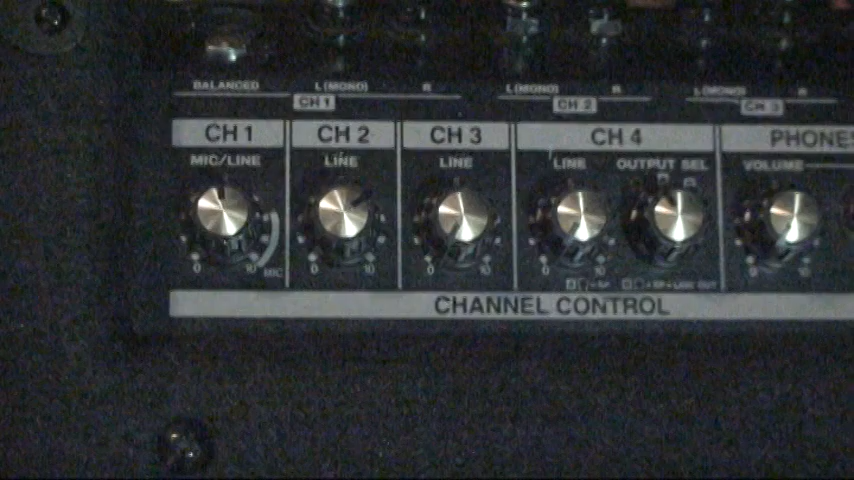 BALANCED L(MONO) R L(MONO) R L(MONO) R
CH 1 CH 2 CH 3
CH 1 CH 2 CH 3 CH 4 PHONES
MIC/LINE LINE LINE LINE OUTPUT SEL VOLUME
0 10 MIC 0 10 0 10 0 10 0 10
CHANNEL CONTROL